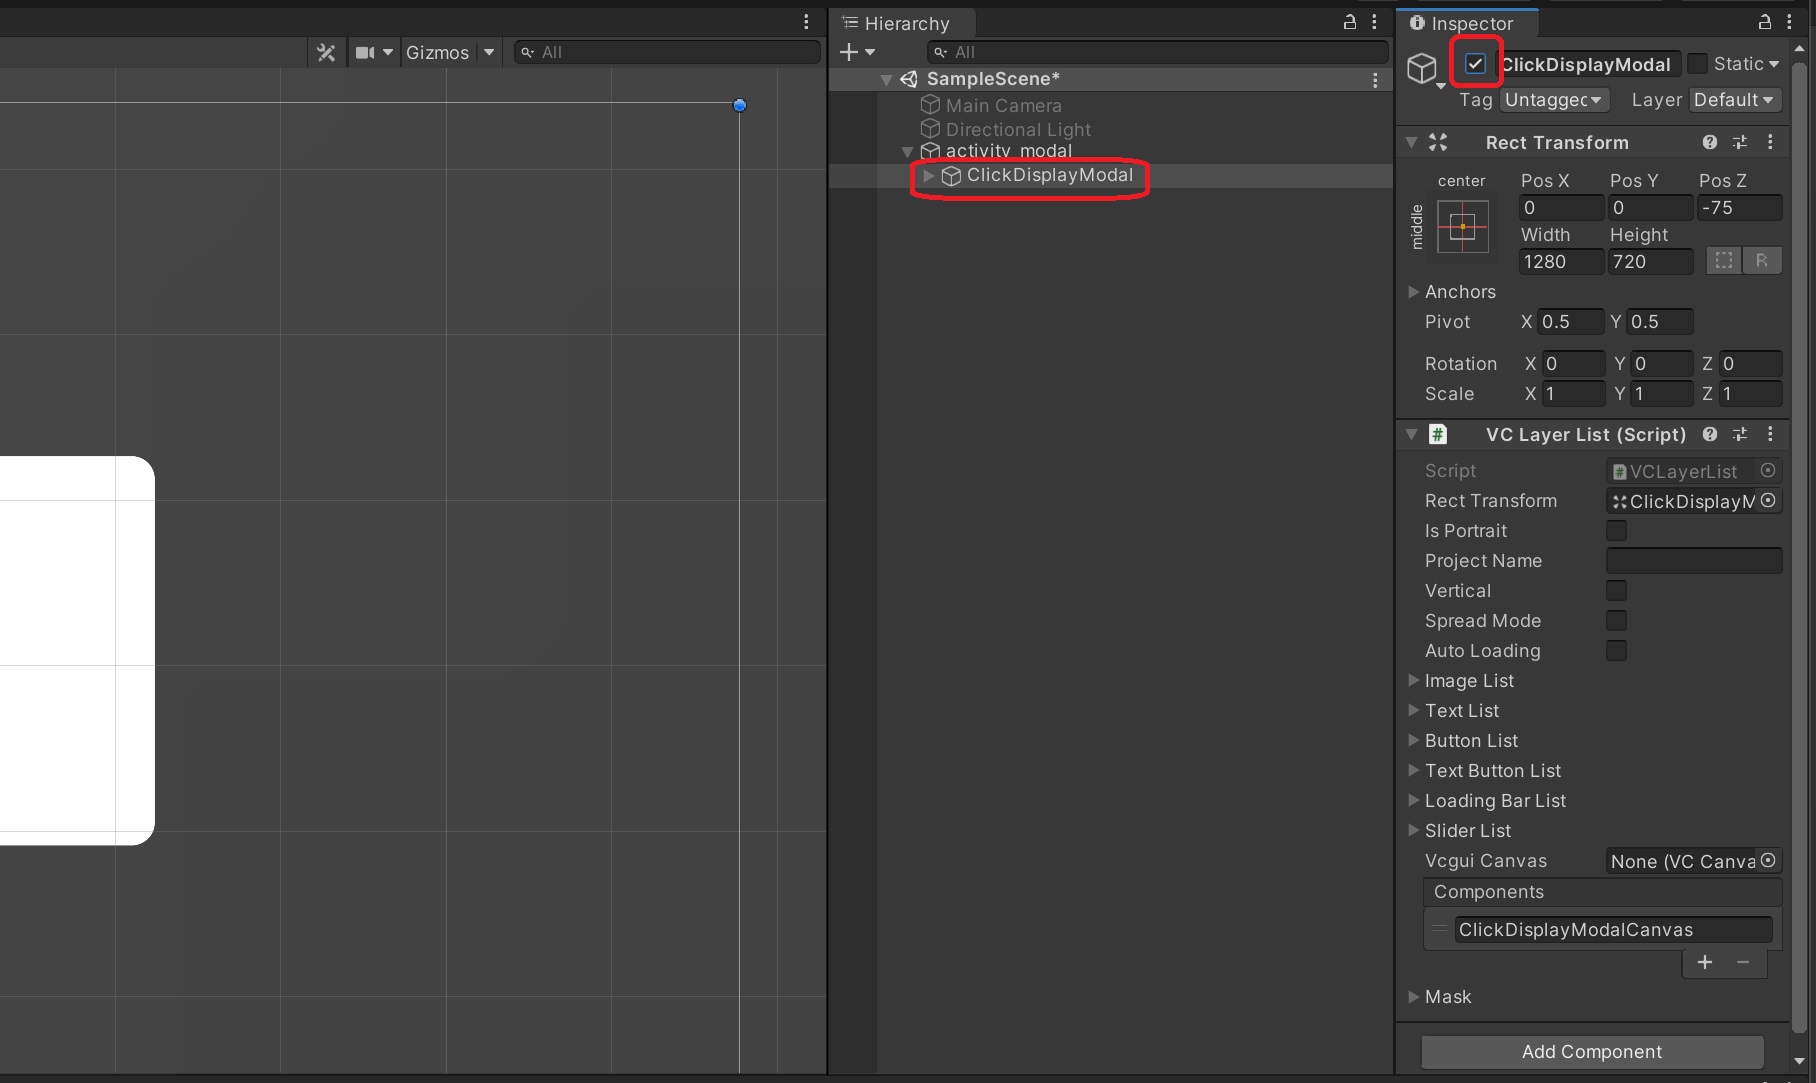 Gizmos
All
Hierarchy
All
SampleScene*
Main Camera
Directional Light
activity_modal
ClickDisplayModal
Inspector
ClickDisplayModal
Static
Tag Untagged Layer Default
Rect Transform
center
middle
Pos X Pos Y Pos Z
0 0 -75
Width Height
1280 720
R
Anchors
Pivot X 0.5 Y 0.5
Rotation X 0 Y 0 Z 0
Scale X 1 Y 1 Z 1
# VC Layer List (Script)
Script # VCLayerList
Rect Transform ClickDisplayM
Is Portrait
Project Name
Vertical
Spread Mode
Auto Loading
Image List
Text List
Button List
Text Button List
Loading Bar List
Slider List
Vcgui Canvas None (VC Canva
Components
ClickDisplayModalCanvas
+ −
Mask
Add Component